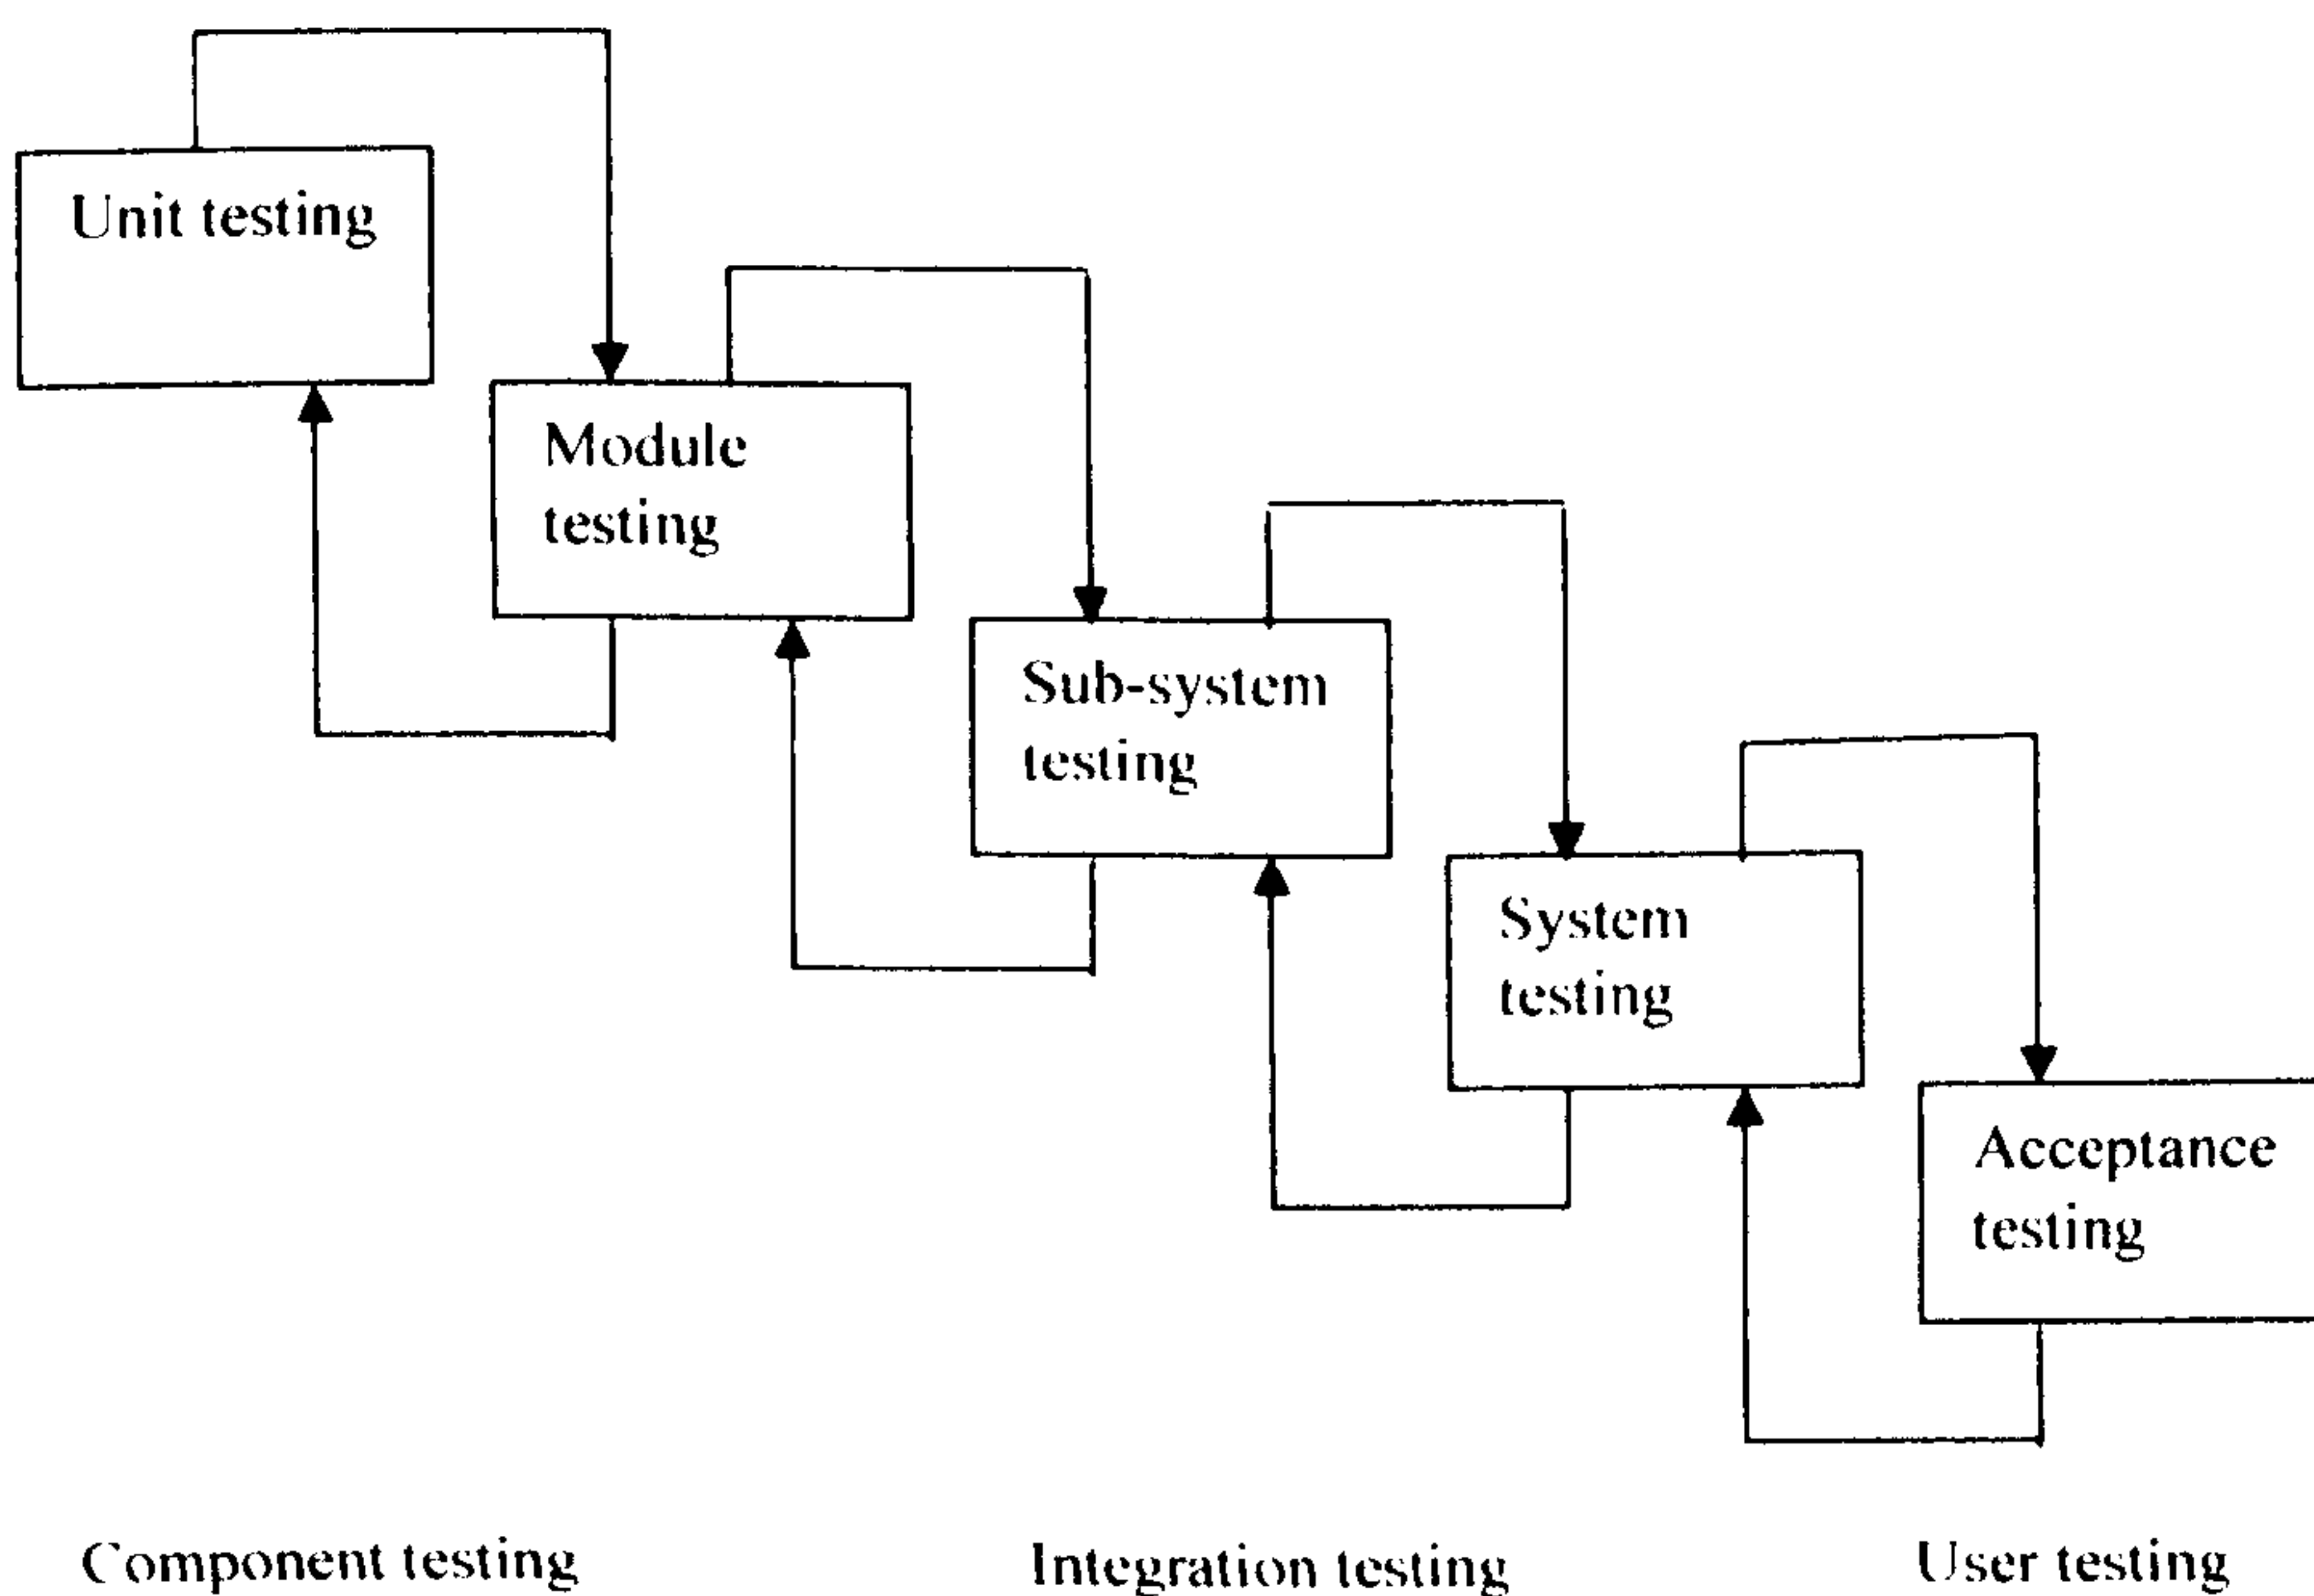 Unit testing
Module
testing
Sub-system
testing
System
testing
Acceptance
testing
Component testing
Integration testing
User testing